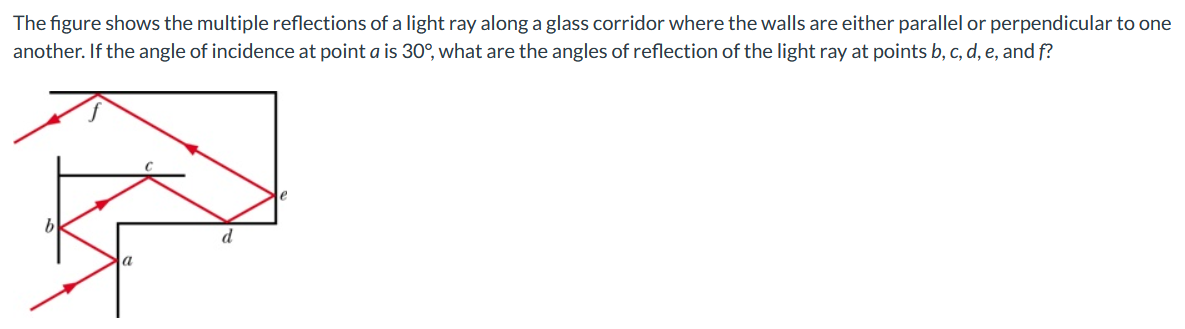 The figure shows the multiple reflections of a light ray along a glass corridor where the walls are either parallel or perpendicular to one
another. If the angle of incidence at point a is 30°, what are the angles of reflection of the light ray at points b, c, d, e, and f?
f
c
e
b
d
a